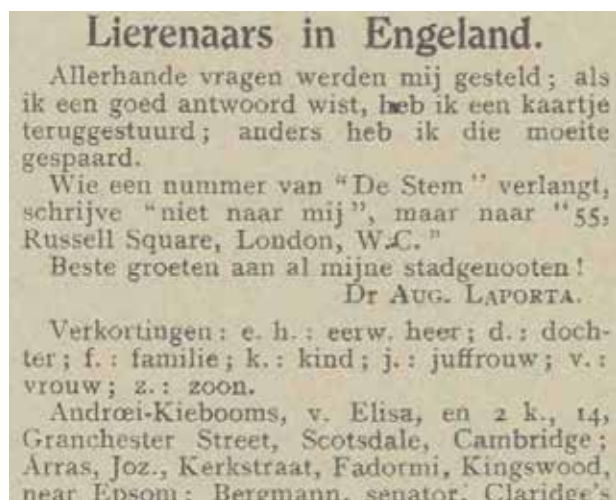 Lierenaars in Engeland.
Allerhande vragen werden mij gesteld; als
ik een goed antwoord wist, heb ik een kaartje
teruggestuurd; anders heb ik die moeite
gespaard.
Wie een nummer van "De Stem" verlangt,
schrijve "niet naar mij", maar naar "55,
Russell Square, London, W.C."
Beste groeten aan al mijne stadgenooten!
Dr AUG. LAPORTA.
Verkortingen: e. h.: eerw. heer; d.: doch-
ter; f.: familie; k.: kind; j.: juffrouw; v.:
vrouw; z.: zoon.
Andrœi-Kiebooms, v. Elisa, en 2 k., 14,
Granchester Street, Scotsdale, Cambridge;
Arras, Joz., Kerkstraat, Fadormi, Kingswood,
near Epsom; Bergmann, senator, Claridge's